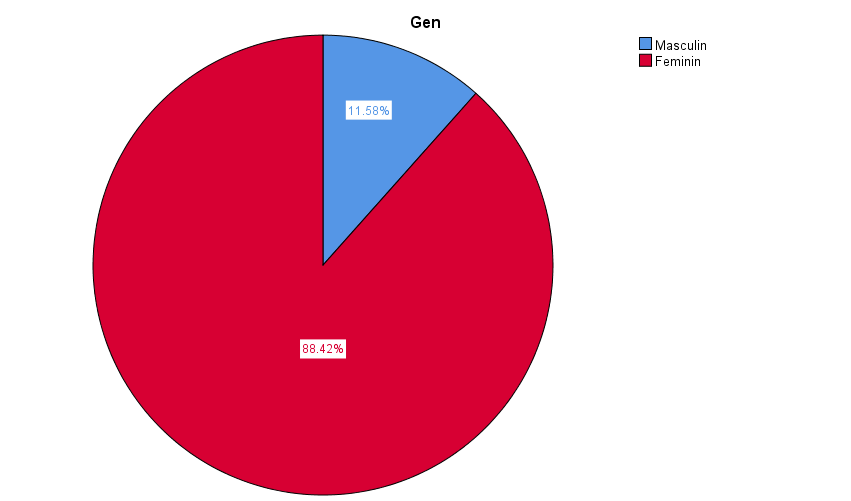 Gen
Masculin
Feminin
11.58%
88.42%